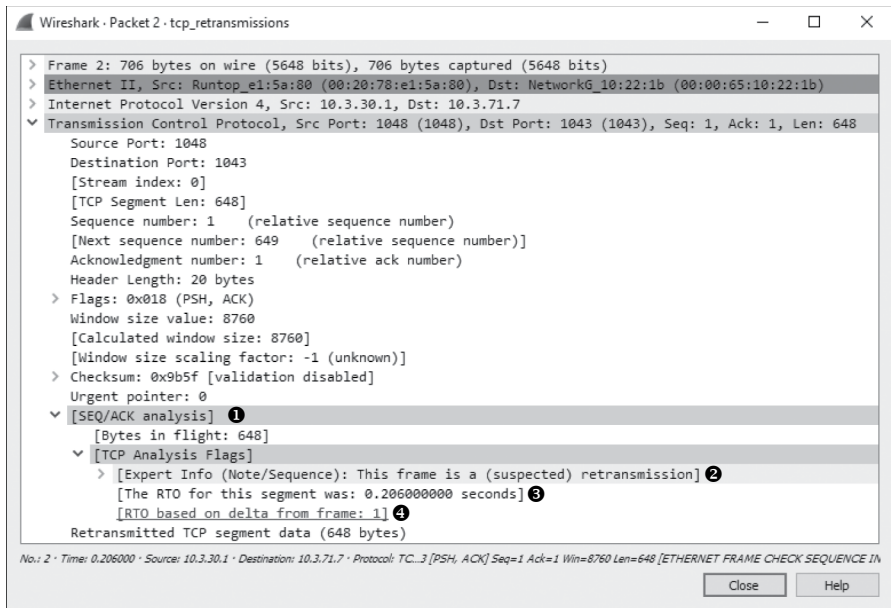 Wireshark · Packet 2 · tcp_retransmissions
> Frame 2: 706 bytes on wire (5648 bits), 706 bytes captured (5648 bits)
> Ethernet II, Src: Runtop_e1:5a:80 (00:20:78:e1:5a:80), Dst: NetworkG_10:22:1b (00:00:65:10:22:1b)
> Internet Protocol Version 4, Src: 10.3.30.1, Dst: 10.3.71.7
Transmission Control Protocol, Src Port: 1048 (1048), Dst Port: 1043 (1043), Seq: 1, Ack: 1, Len: 648
Source Port: 1048
Destination Port: 1043
[Stream index: 0]
[TCP Segment Len: 648]
Sequence number: 1 (relative sequence number)
[Next sequence number: 649 (relative sequence number)]
Acknowledgment number: 1 (relative ack number)
Header Length: 20 bytes
> Flags: 0x018 (PSH, ACK)
Window size value: 8760
[Calculated window size: 8760]
[Window size scaling factor: -1 (unknown)]
> Checksum: 0x9b5f [validation disabled]
Urgent pointer: 0
[SEQ/ACK analysis] ❶
[Bytes in flight: 648]
[TCP Analysis Flags]
> [Expert Info (Note/Sequence): This frame is a (suspected) retransmission] ❷
[The RTO for this segment was: 0.206000000 seconds] ❸
[RTO based on delta from frame: 1] ❹
Retransmitted TCP segment data (648 bytes)
No.: 2 · Time: 0.206000 · Source: 10.3.30.1 · Destination: 10.3.71.7 · Protocol: TC...3 [PSH, ACK] Seq=1 Ack=1 Win=8760 Len=648 [ETHERNET FRAME CHECK SEQUENCE IN
Close Help